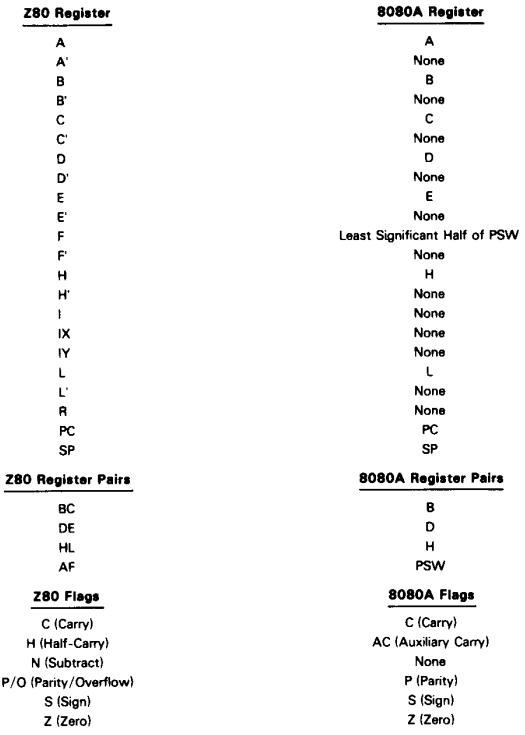 Z80 Register 8080A Register
A A
A' None
B B
B' None
C C
C' None
D D
D' None
E E
E' None
F Least Significant Half of PSW
F' None
H H
H' None
I None
IX None
IY None
L L
L' None
R None
PC PC
SP SP
Z80 Register Pairs 8080A Register Pairs
BC B
DE D
HL H
AF PSW
Z80 Flags 8080A Flags
C (Carry) C (Carry)
H (Half-Carry) AC (Auxiliary Carry)
N (Subtract) None
P/O (Parity/Overflow) P (Parity)
S (Sign) S (Sign)
Z (Zero) Z (Zero)